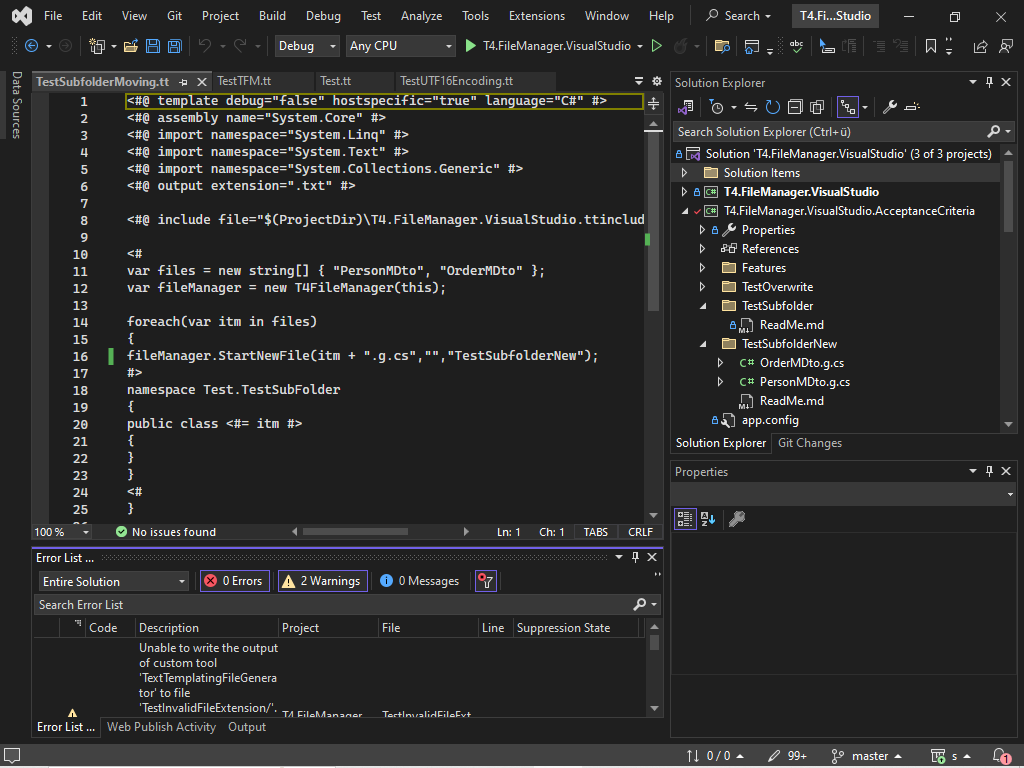 File Edit View Git Project Build Debug Test Analyze Tools Extensions Window Help Search T4.Fi...Studio
Debug Any CPU T4.FileManager.VisualStudio
Data Sources
TestSubfolderMoving.tt TestTFM.tt Test.tt TestUTF16Encoding.tt
1 <#@ template debug="false" hostspecific="true" language="C#" #>
2 <#@ assembly name="System.Core" #>
3 <#@ import namespace="System.Linq" #>
4 <#@ import namespace="System.Text" #>
5 <#@ import namespace="System.Collections.Generic" #>
6 <#@ output extension=".txt" #>
7
8 <#@ include file="$(ProjectDir)\T4.FileManager.VisualStudio.ttinclud
9
10 <#
11 var files = new string[] { "PersonMDto", "OrderMDto" };
12 var fileManager = new T4FileManager(this);
13
14 foreach(var itm in files)
15 {
16 fileManager.StartNewFile(itm + ".g.cs","","TestSubfolderNew");
17 #>
18 namespace Test.TestSubFolder
19 {
20 public class <#= itm #>
21 {
22 }
23 }
24 <#
25 }
100 % No issues found Ln: 1 Ch: 1 TABS CRLF
Error List ...
Entire Solution 0 Errors 2 Warnings 0 Messages
Search Error List
Code Description Project File Line Suppression State
Unable to write the output
of custom tool
'TextTemplatingFileGenera
tor' to file
'TestInvalidFileExtension/'.
T4.FileManager. TestInvalidFileExt
Error List ... Web Publish Activity Output
Solution Explorer
Search Solution Explorer (Ctrl+ü)
Solution 'T4.FileManager.VisualStudio' (3 of 3 projects)
Solution Items
C# T4.FileManager.VisualStudio
C# T4.FileManager.VisualStudio.AcceptanceCriteria
Properties
References
Features
TestOverwrite
TestSubfolder
ReadMe.md
TestSubfolderNew
C# OrderMDto.g.cs
C# PersonMDto.g.cs
ReadMe.md
app.config
Solution Explorer Git Changes
Properties
0 / 0 99+ master s 1